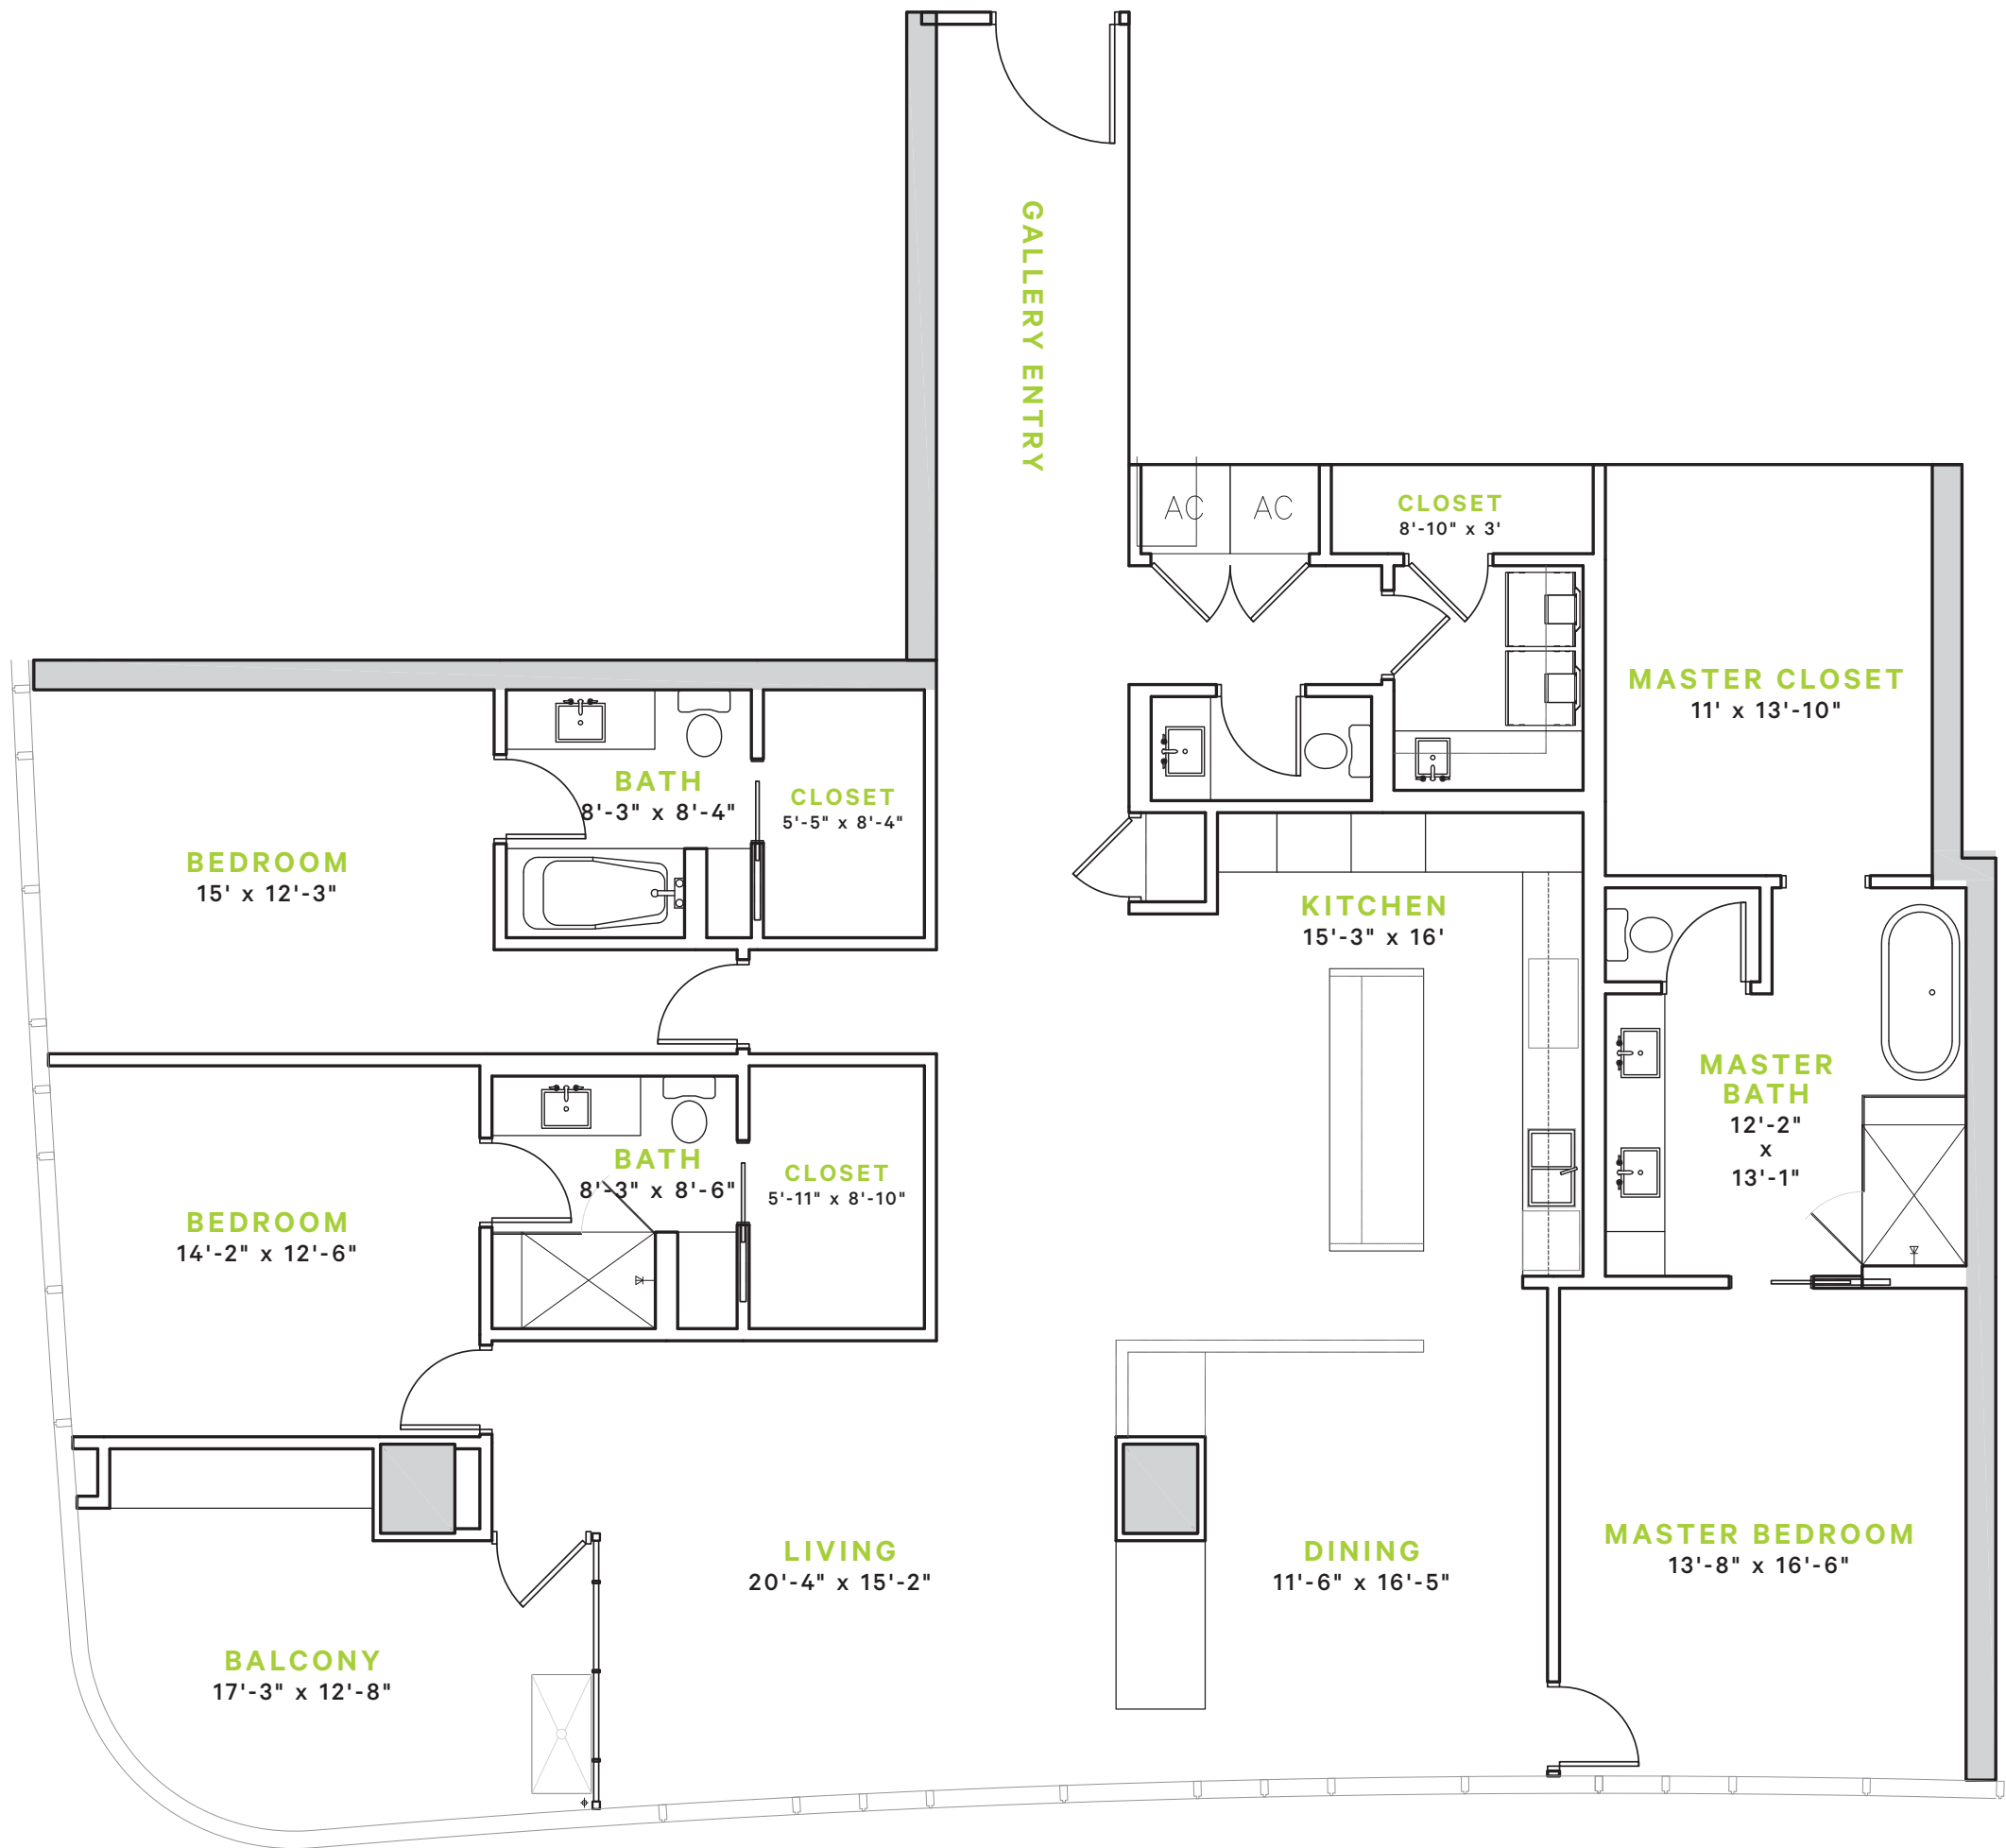 GALLERY ENTRY
AC
AC
CLOSET
8'-10" x 3'
MASTER CLOSET
11' x 13'-10"
BATH
8'-3" x 8'-4"
CLOSET
5'-5" x 8'-4"
BEDROOM
15' x 12'-3"
KITCHEN
15'-3" x 16'
MASTER
BATH
12'-2"
x
13'-1"
BATH
8'-3" x 8'-6"
CLOSET
5'-11" x 8'-10"
BEDROOM
14'-2" x 12'-6"
LIVING
20'-4" x 15'-2"
DINING
11'-6" x 16'-5"
MASTER BEDROOM
13'-8" x 16'-6"
BALCONY
17'-3" x 12'-8"